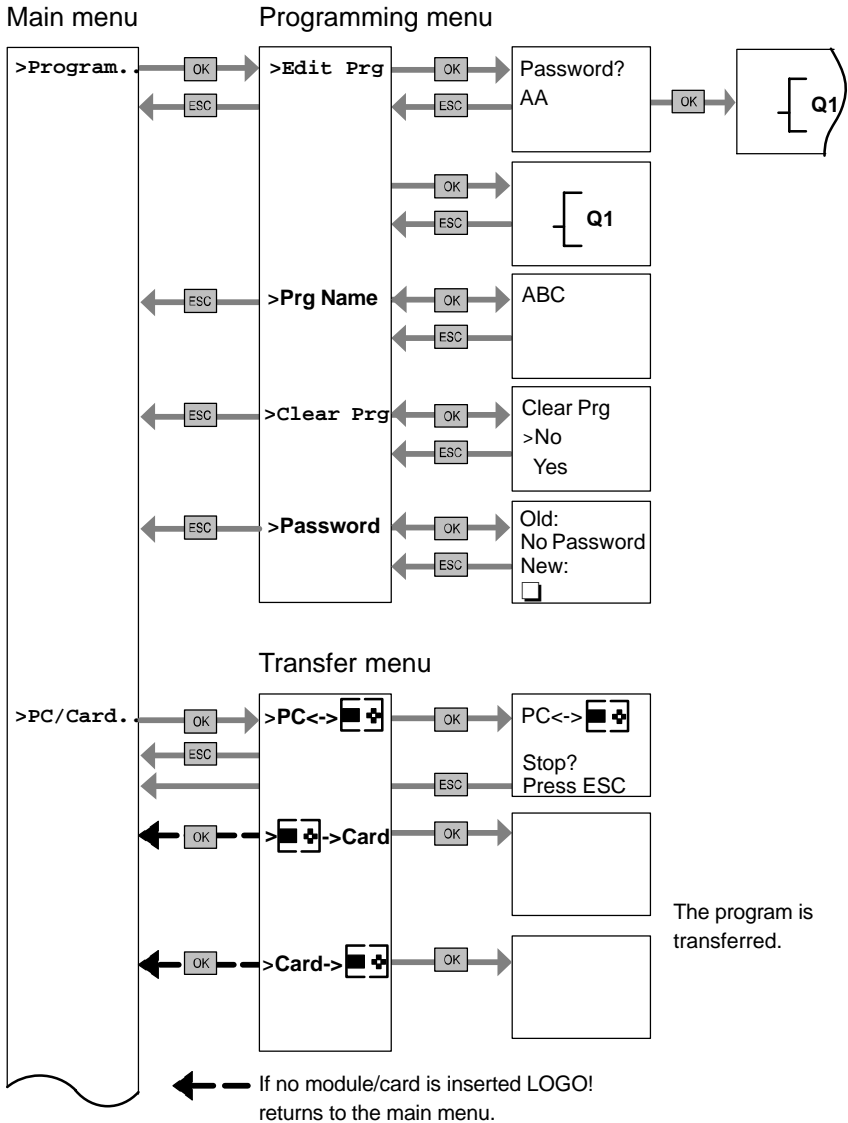 Main menu
Programming menu
>Program..
OK
>Edit Prg
OK
Password?
ESC
ESC
AA
OK
Q1
OK
ESC
Q1
ESC
>Prg Name
OK
ABC
ESC
ESC
>Clear Prg
OK
Clear Prg
ESC
>No
Yes
ESC
>Password
OK
Old:
No Password
ESC
New:
Transfer menu
>PC/Card..
OK
>PC<->
OK
PC<->
ESC
Stop?
ESC
Press ESC
OK
>->Card
OK
The program is
transferred.
OK
>Card->
OK
If no module/card is inserted LOGO!
returns to the main menu.